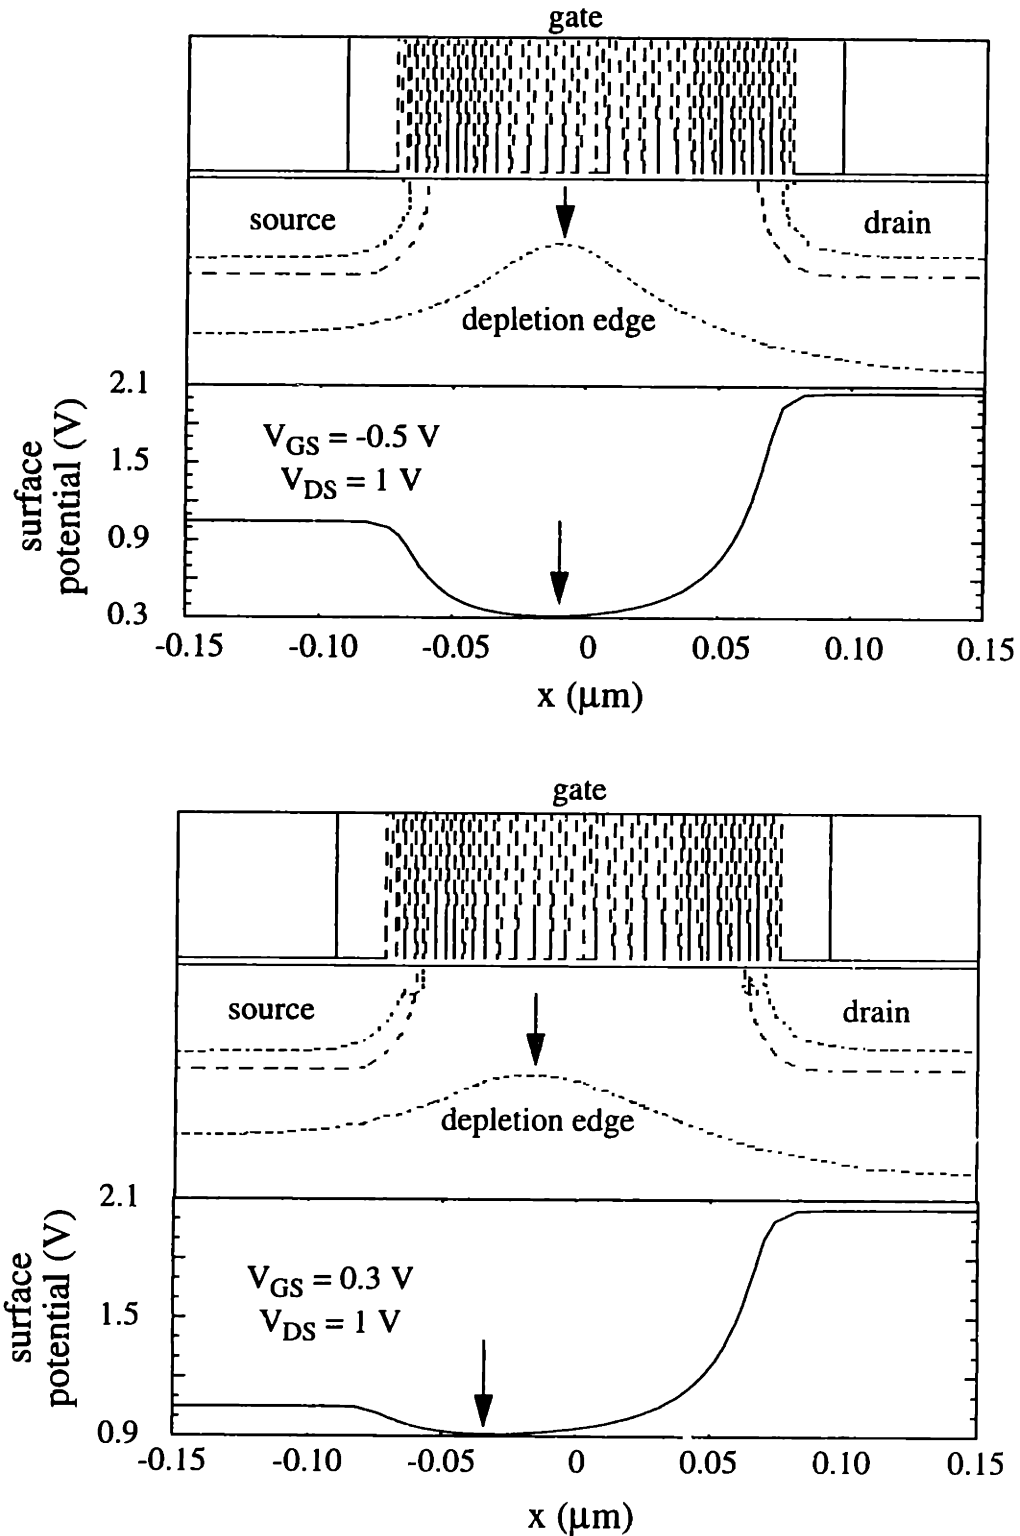 gate
source
drain
depletion edge
2.1
V_GS = -0.5 V
1.5
V_DS = 1 V
0.9
0.3
surface
potential (V)
-0.15 -0.10 -0.05 0 0.05 0.10 0.15
x (μm)
gate
source
drain
depletion edge
2.1
V_GS = 0.3 V
1.5
V_DS = 1 V
0.9
surface
potential (V)
-0.15 -0.10 -0.05 0 0.05 0.10 0.15
x (μm)